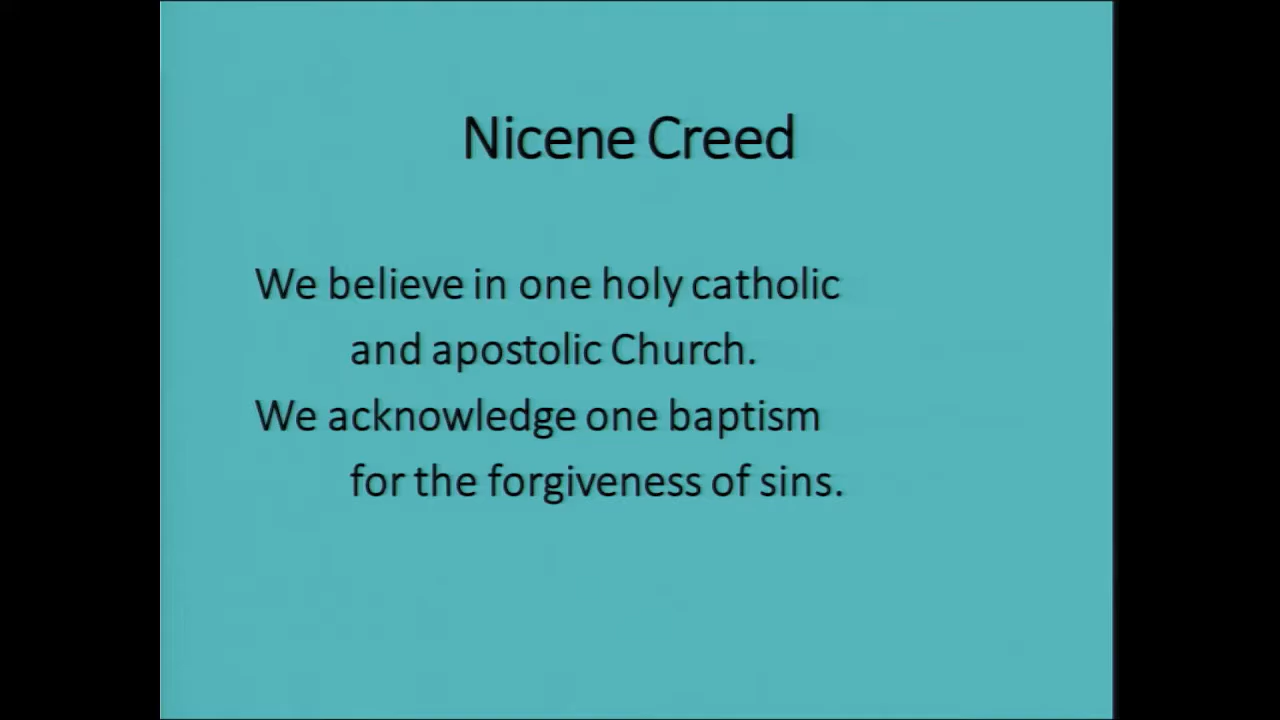 Nicene Creed
We believe in one holy catholic
and apostolic Church.
We acknowledge one baptism
for the forgiveness of sins.